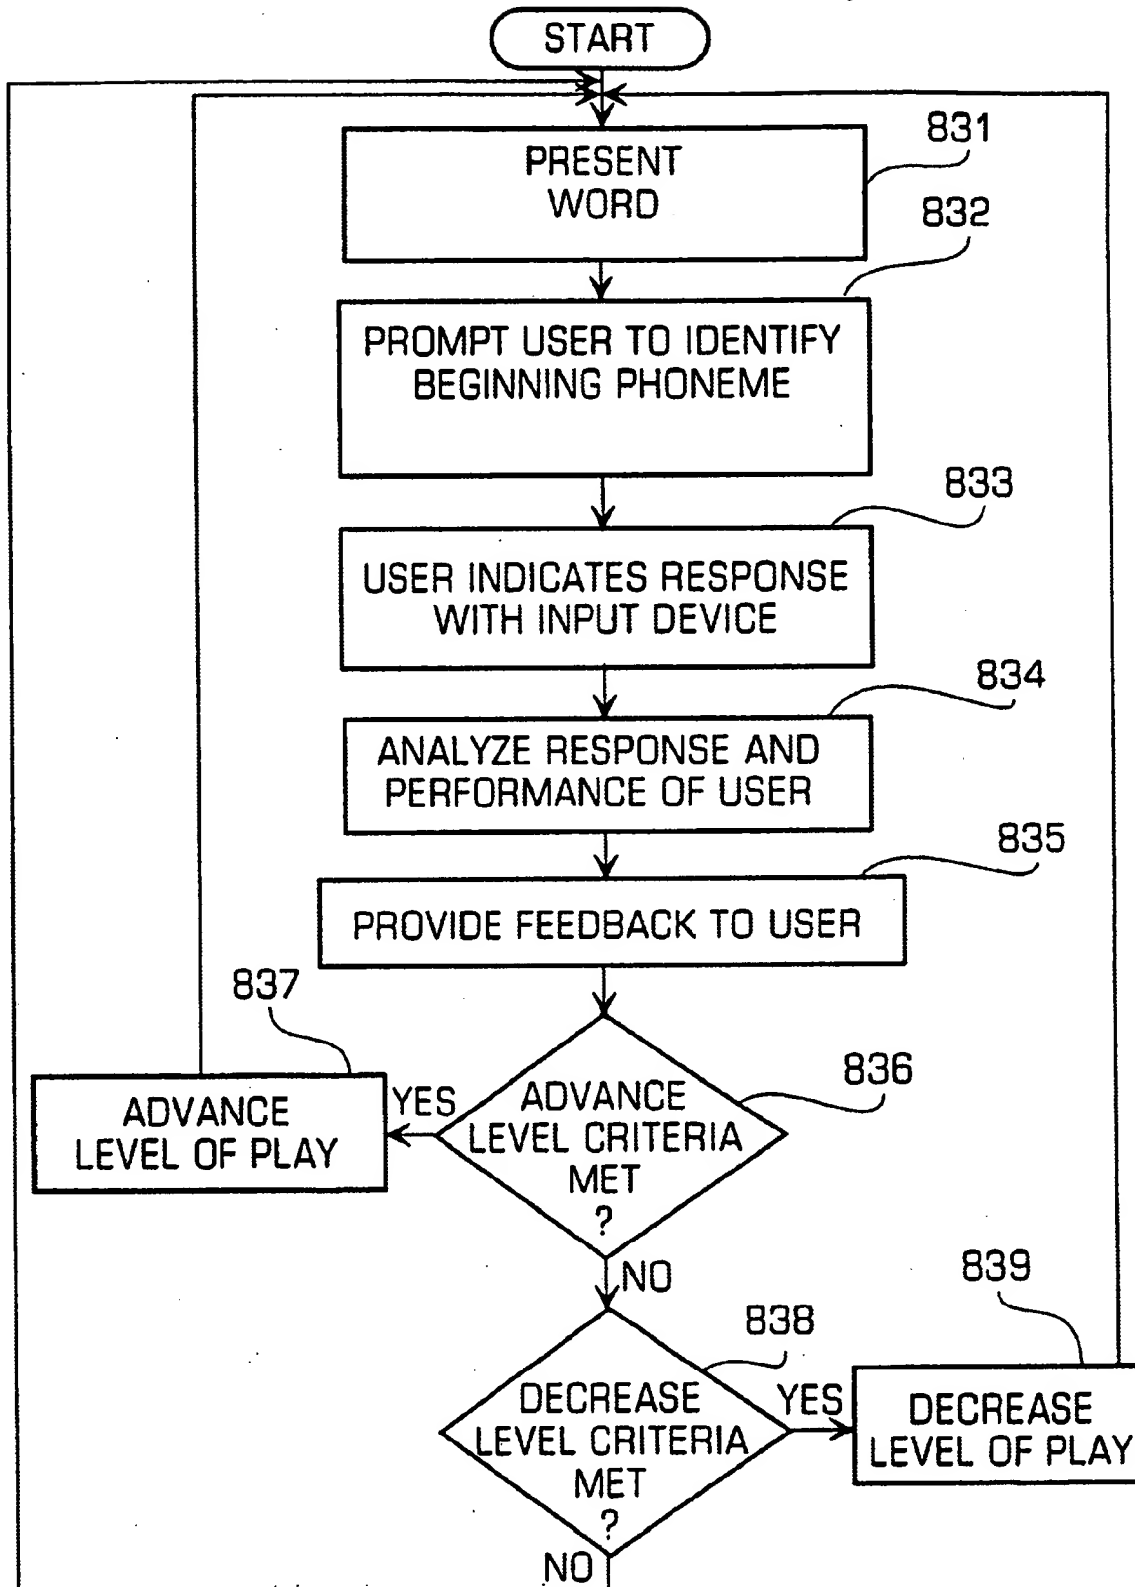 START
831
PRESENT
WORD
832
PROMPT USER TO IDENTIFY
BEGINNING PHONEME
833
USER INDICATES RESPONSE
WITH INPUT DEVICE
834
ANALYZE RESPONSE AND
PERFORMANCE OF USER
835
PROVIDE FEEDBACK TO USER
837
836
ADVANCE
LEVEL OF PLAY
YES
ADVANCE
LEVEL CRITERIA
MET
?
NO
839
838
DECREASE
LEVEL CRITERIA
MET
?
YES
DECREASE
LEVEL OF PLAY
NO